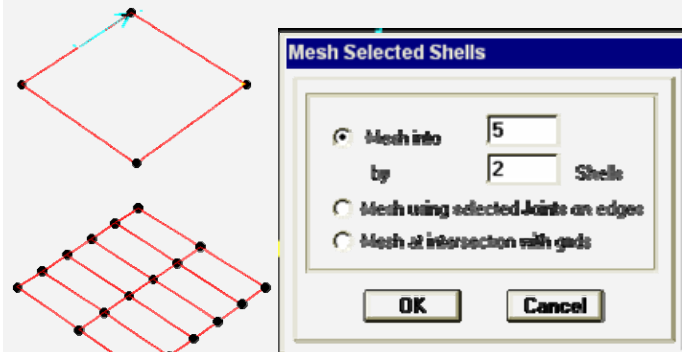 Mesh Selected Shells
Mesh into 5
by 2 Shells
Mesh using selected Joints on edges
Mesh at intersection with grids
OK Cancel